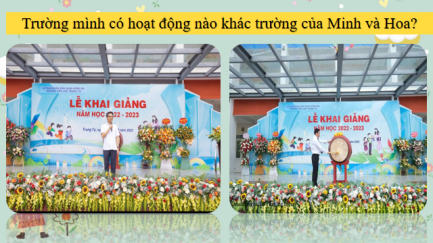 Trường mình có hoạt động nào khác trường của Minh và Hoa?
LỄ KHAI GIẢNG
NĂM HỌC 2022 - 2023
LỄ KHAI GIẢNG
NĂM HỌC 2022 - 2023